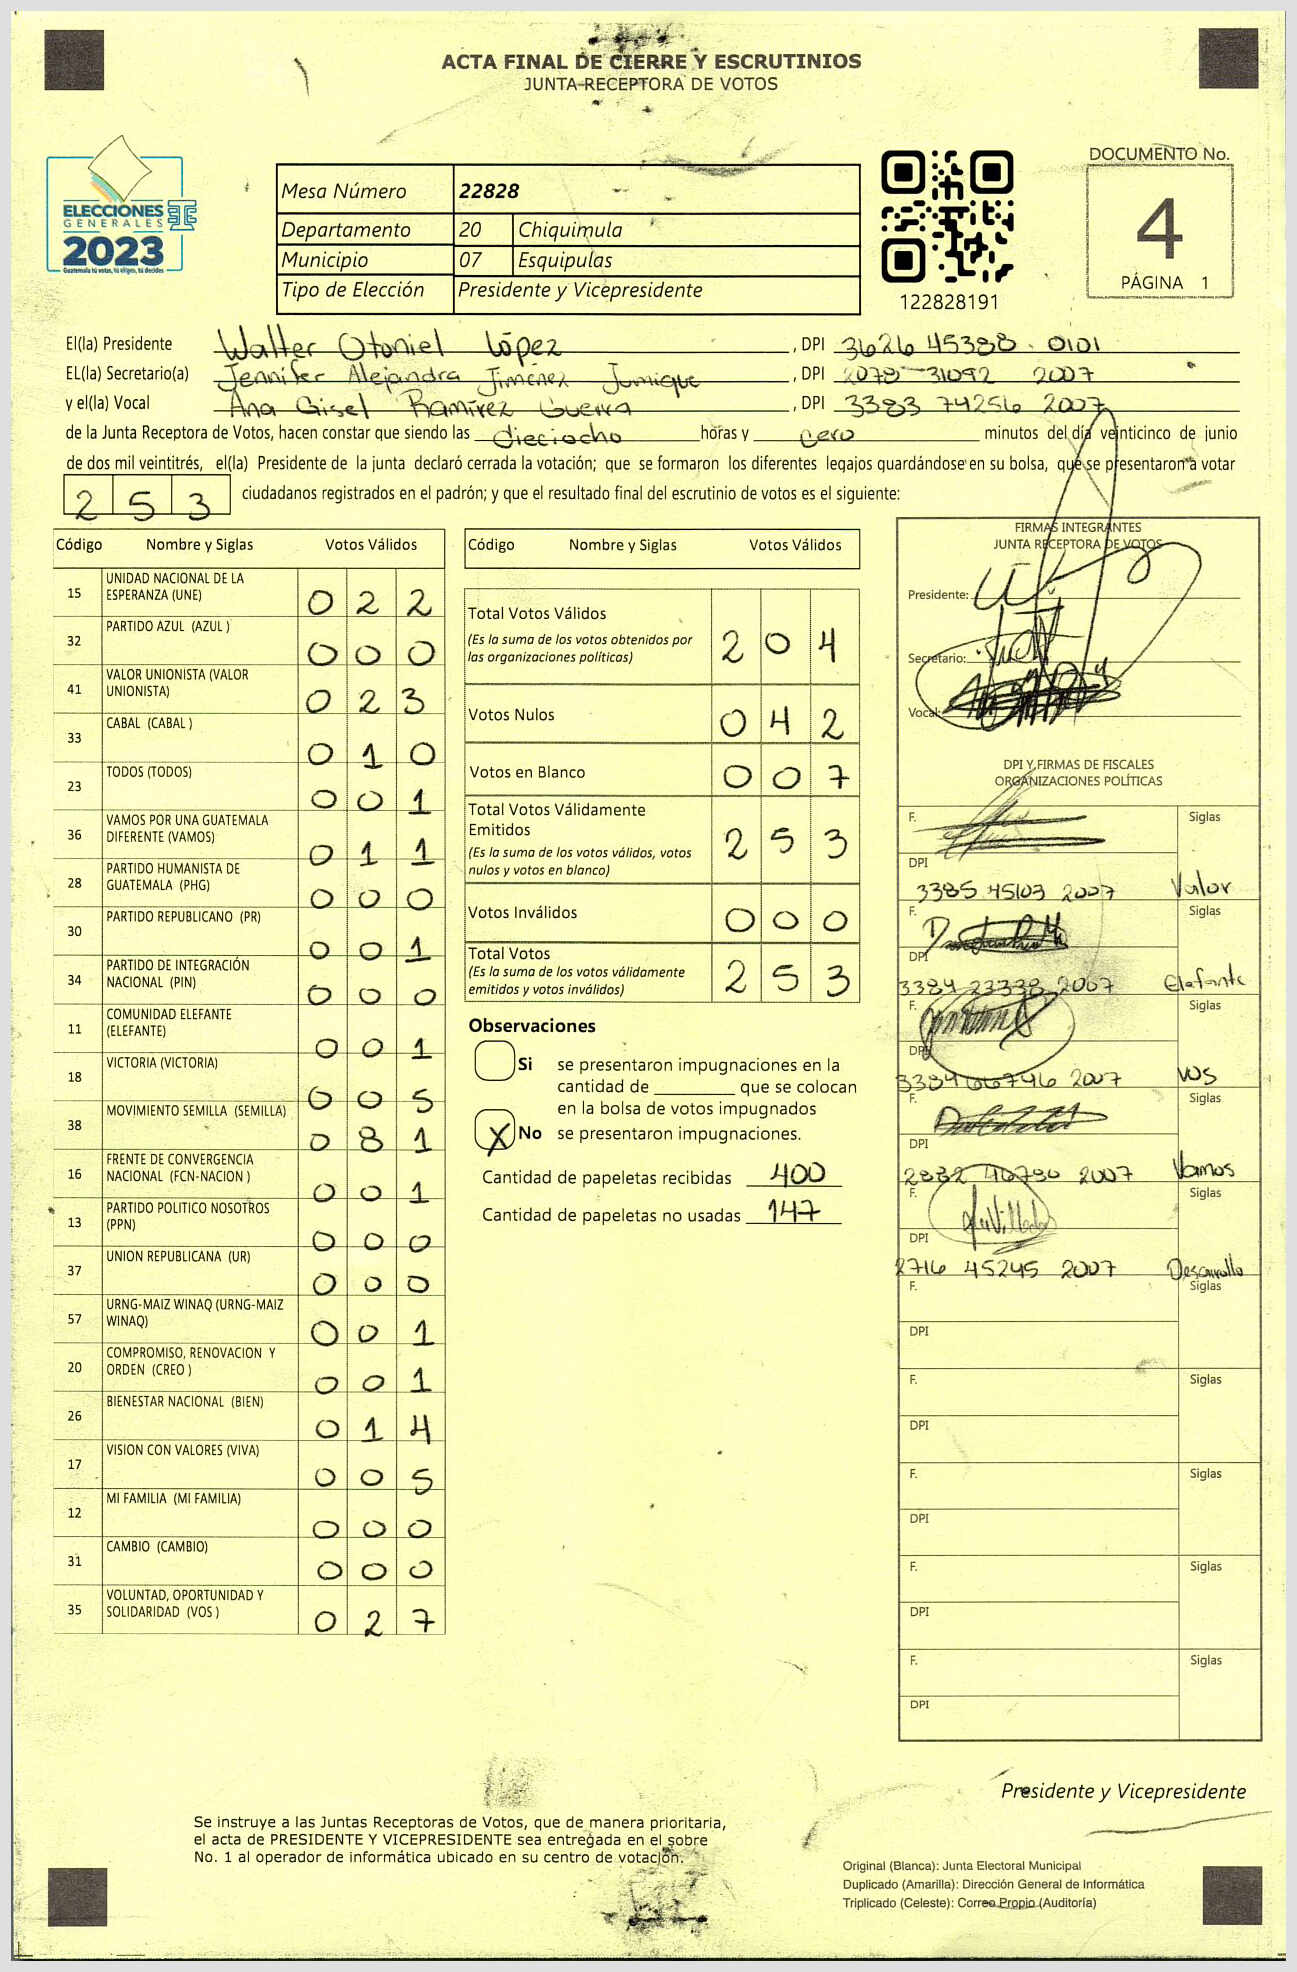 ACTA FINAL DE CIERRE Y ESCRUTINIOS
JUNTA RECEPTORA DE VOTOS
ELECCIONES
GENERALES
2023
Guatemala tú votas, tú eliges, tú decides
Mesa Número 22828
Departamento 20 Chiquimula
Municipio 07 Esquipulas
Tipo de Elección Presidente y Vicepresidente
122828191
DOCUMENTO No.
4
PÁGINA 1
El(la) Presidente Walter Otoniel López , DPI 3626 45388 0101
EL(la) Secretario(a) Jennifer Alejandra Jiménez , DPI 2078 31092 2007
y el(la) Vocal Ana Gisel Ramírez Guerra , DPI 3383 74256 2007
de la Junta Receptora de Votos, hacen constar que siendo las dieciocho horas y cero minutos del día veinticinco de junio
de dos mil veintitrés, el(la) Presidente de la junta declaró cerrada la votación; que se formaron los diferentes legajos guardándose en su bolsa, que se presentaron a votar
253 ciudadanos registrados en el padrón; y que el resultado final del escrutinio de votos es el siguiente:
Código Nombre y Siglas Votos Válidos
15 UNIDAD NACIONAL DE LA
ESPERANZA (UNE) 0 2 2
32 PARTIDO AZUL (AZUL ) 0 0 0
41 VALOR UNIONISTA (VALOR
UNIONISTA) 0 2 3
33 CABAL (CABAL ) 0 1 0
23 TODOS (TODOS) 0 0 1
36 VAMOS POR UNA GUATEMALA
DIFERENTE (VAMOS) 0 1 1
28 PARTIDO HUMANISTA DE
GUATEMALA (PHG) 0 0 0
30 PARTIDO REPUBLICANO (PR) 0 0 1
34 PARTIDO DE INTEGRACIÓN
NACIONAL (PIN) 0 0 0
11 COMUNIDAD ELEFANTE
(ELEFANTE) 0 0 1
18 VICTORIA (VICTORIA) 0 0 5
38 MOVIMIENTO SEMILLA (SEMILLA) 0 8 1
16 FRENTE DE CONVERGENCIA
NACIONAL (FCN-NACION ) 0 0 1
13 PARTIDO POLITICO NOSOTROS
(PPN) 0 0 0
37 UNION REPUBLICANA (UR) 0 0 0
57 URNG-MAIZ WINAQ (URNG-MAIZ
WINAQ) 0 0 1
20 COMPROMISO, RENOVACION Y
ORDEN (CREO ) 0 0 1
26 BIENESTAR NACIONAL (BIEN) 0 1 4
17 VISION CON VALORES (VIVA) 0 0 5
12 MI FAMILIA (MI FAMILIA) 0 0 0
31 CAMBIO (CAMBIO) 0 0 0
35 VOLUNTAD, OPORTUNIDAD Y
SOLIDARIDAD (VOS ) 0 2 7
Código Nombre y Siglas Votos Válidos
Total Votos Válidos
(Es la suma de los votos obtenidos por
las organizaciones políticas) 2 0 4
Votos Nulos 0 4 2
Votos en Blanco 0 0 7
Total Votos Válidamente
Emitidos
(Es la suma de los votos válidos, votos
nulos y votos en blanco) 2 5 3
Votos Inválidos 0 0 0
Total Votos
(Es la suma de los votos válidamente
emitidos y votos inválidos) 2 5 3
Observaciones
Si se presentaron impugnaciones en la
cantidad de ________ que se colocan
en la bolsa de votos impugnados
X No se presentaron impugnaciones.
Cantidad de papeletas recibidas 400
Cantidad de papeletas no usadas 147
FIRMAS INTEGRANTES
JUNTA RECEPTORA DE VOTOS
Presidente:
Secretario:
Vocal:
DPI Y FIRMAS DE FISCALES
ORGANIZACIONES POLÍTICAS
F. Siglas
DPI
3385 45103 2007 Valor
F. Siglas
DPI
3384 23338 2007 Elefante
F. Siglas
DPI
3384 66746 2007 VOS
F. Siglas
DPI
2832 2007 Vamos
F. Siglas
DPI
2716 45245 2007 Desarrollo
F. Siglas
DPI
F. Siglas
DPI
F. Siglas
DPI
F. Siglas
DPI
F. Siglas
DPI
Presidente y Vicepresidente
Se instruye a las Juntas Receptoras de Votos, que de manera prioritaria,
el acta de PRESIDENTE Y VICEPRESIDENTE sea entregada en el sobre
No. 1 al operador de informática ubicado en su centro de votación.
Original (Blanca): Junta Electoral Municipal
Duplicado (Amarilla): Dirección General de Informática
Triplicado (Celeste): Correo Propio (Auditoría)